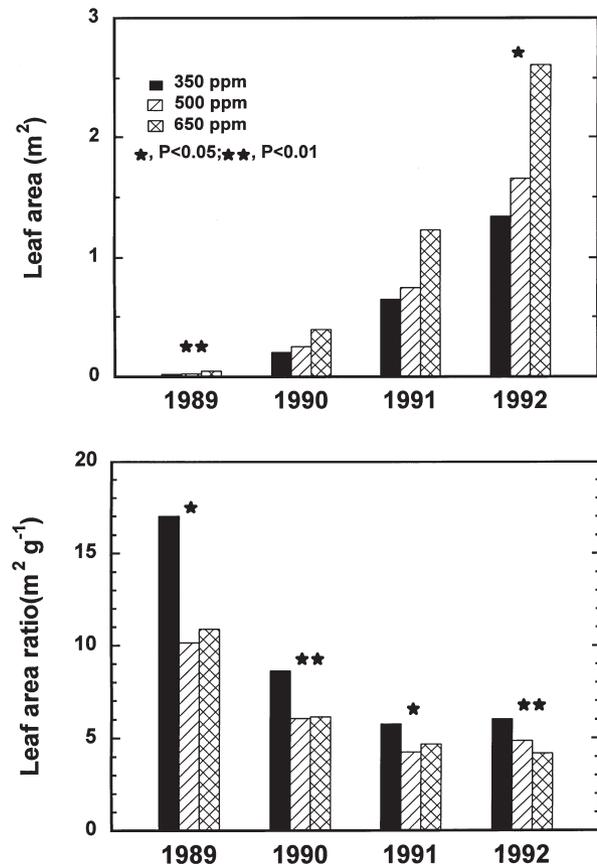 3
350 ppm
500 ppm
650 ppm
★, P<0.05;★★, P<0.01
2
1
0
Leaf area (m²)
★★
★
1989 1990 1991 1992
20
15
10
5
0
Leaf area ratio(m² g⁻¹)
★
★★
★
★★
1989 1990 1991 1992